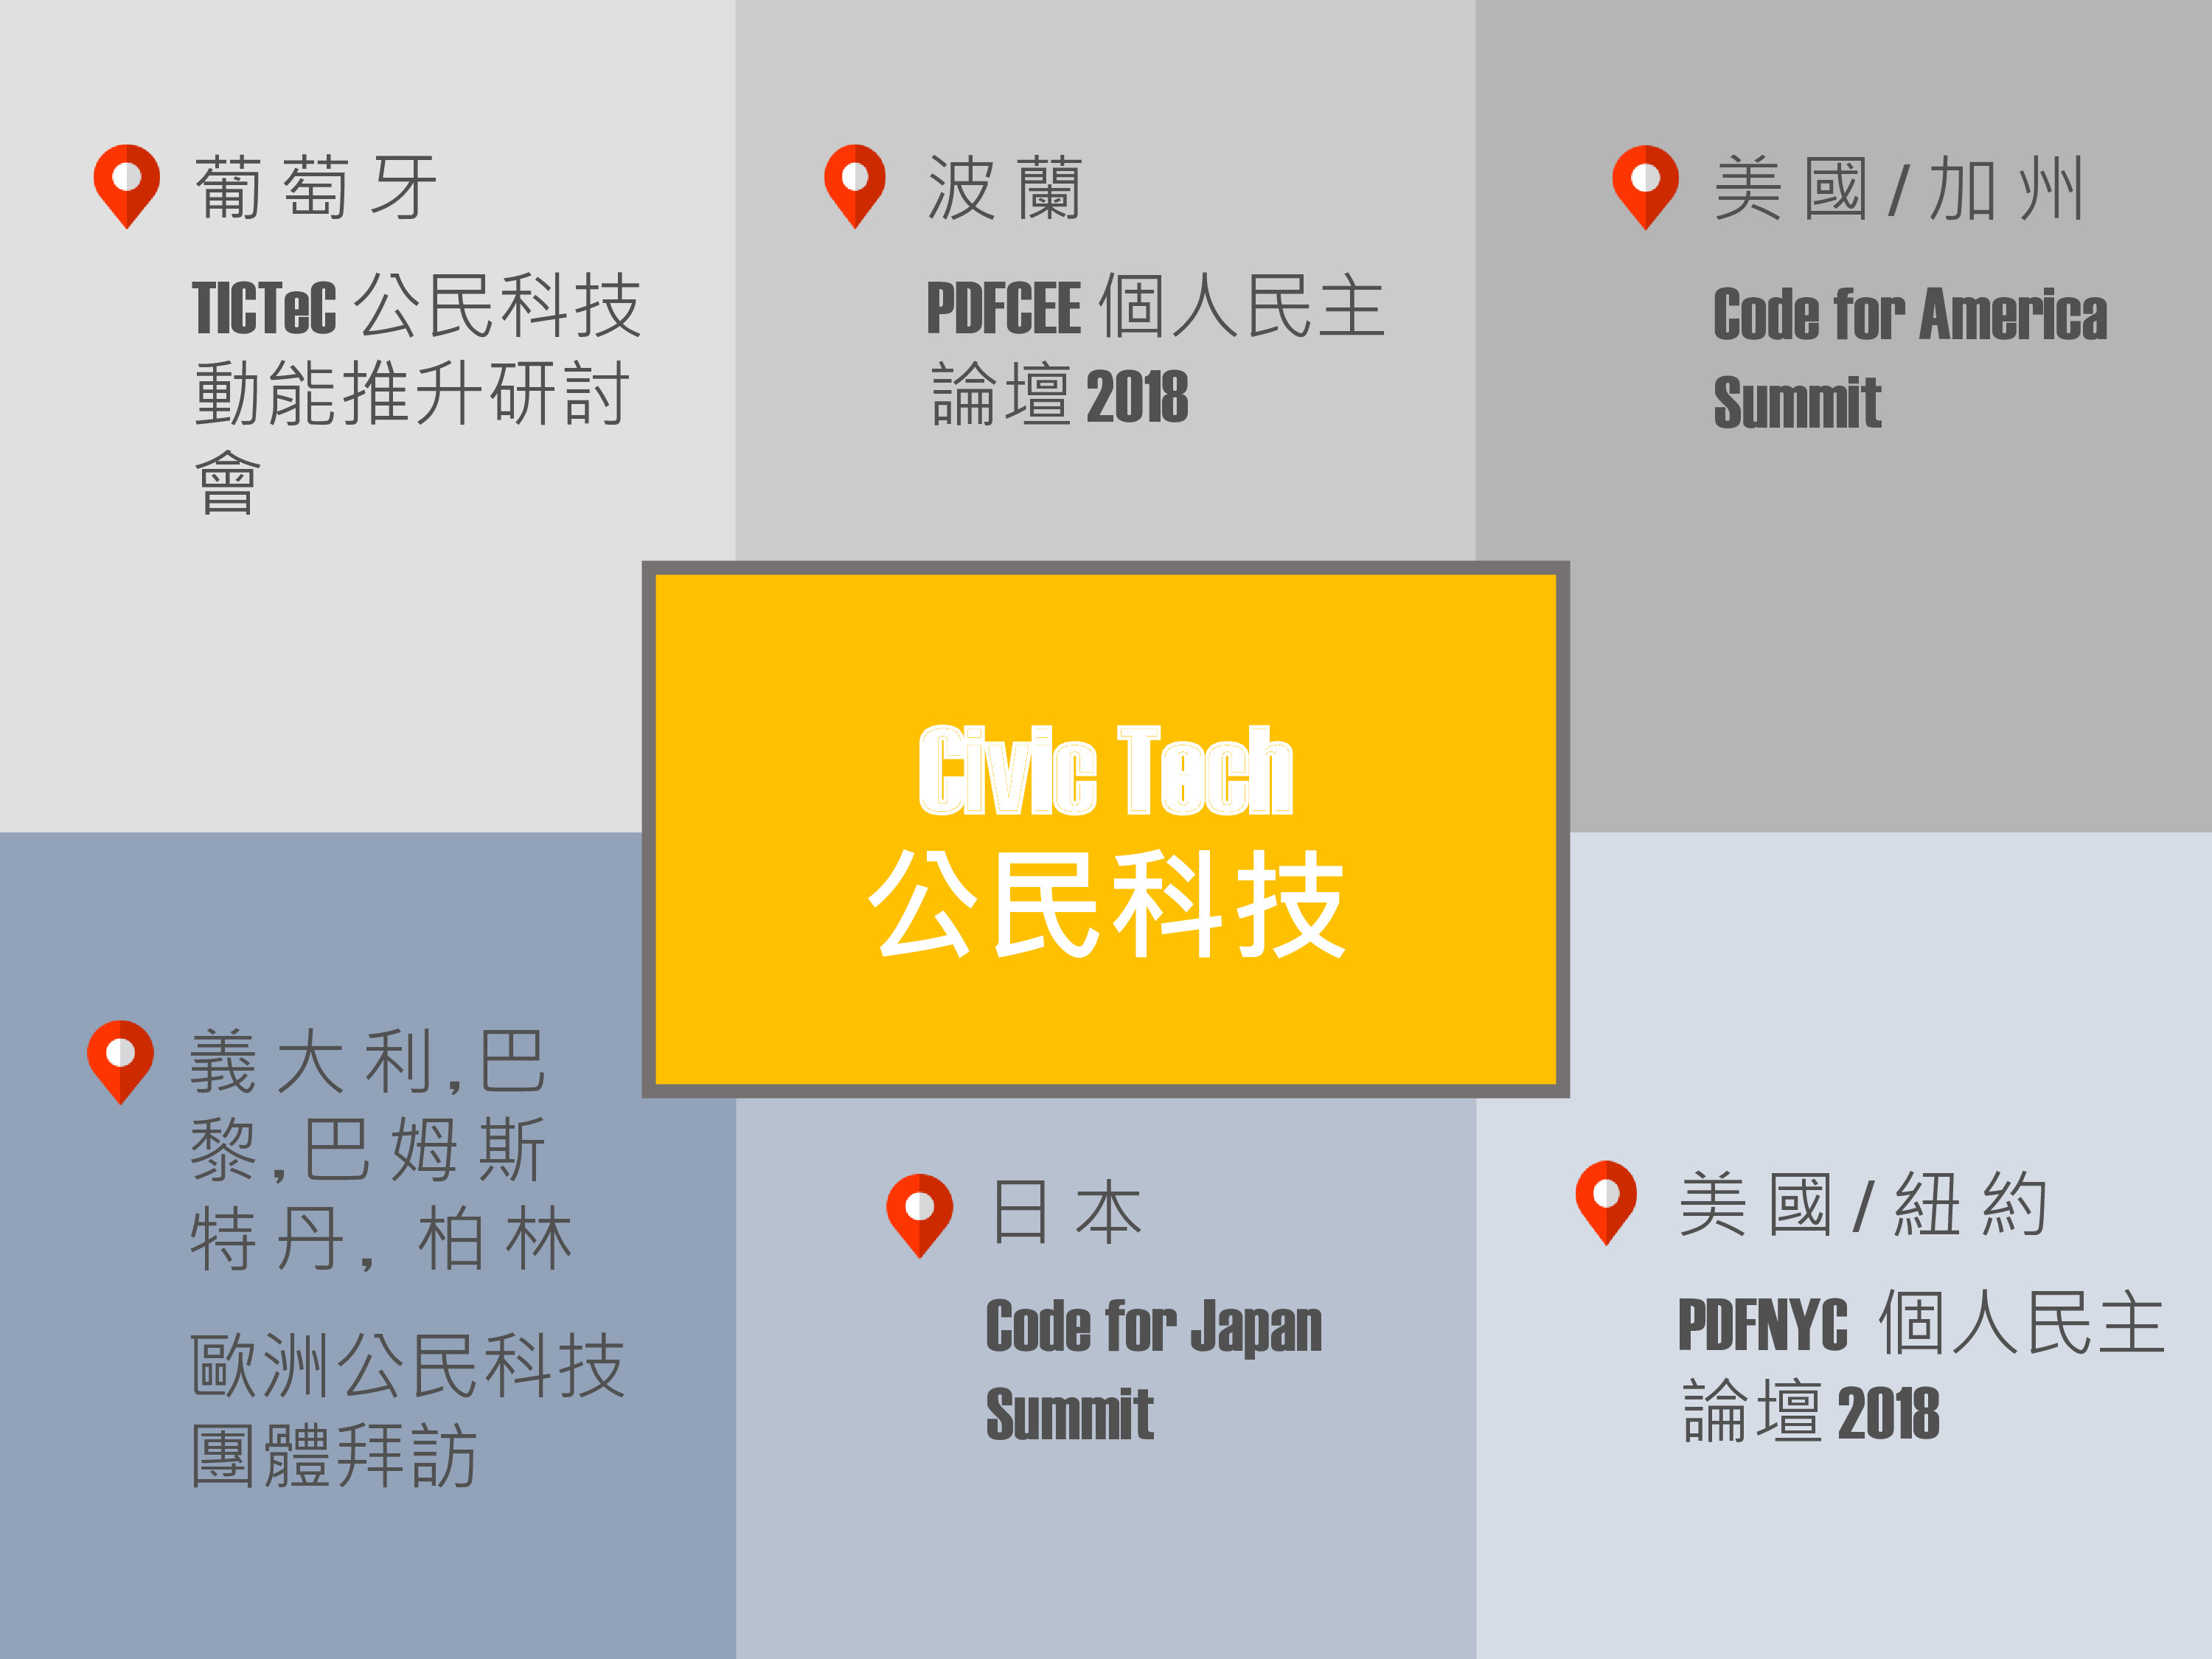 葡萄牙
TICTeC 公民科技
動能推升研討
會
波蘭
PDFCEE 個人民主
論壇 2018
美國/加州
Code for America
Summit
Civic Tech
公民科技
義大利,巴
黎,巴姆斯
特丹, 柏林
歐洲公民科技
團體拜訪
日本
Code for Japan
Summit
美國/紐約
PDFNYC 個人民主
論壇 2018